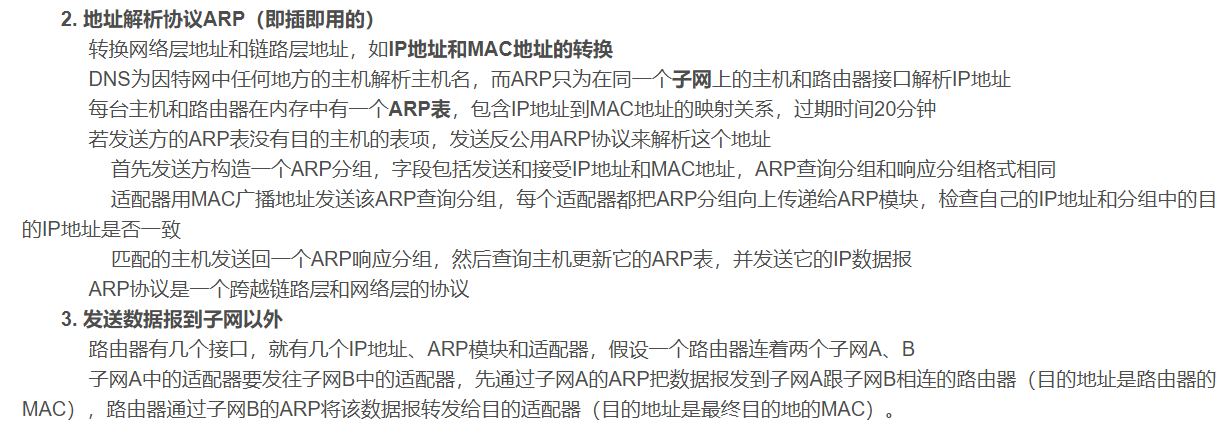 2. 地址解析协议ARP（即插即用的）
转换网络层地址和链路层地址，如IP地址和MAC地址的转换
DNS为因特网中任何地方的主机解析主机名，而ARP只为在同一个子网上的主机和路由器接口解析IP地址
每台主机和路由器在内存中有一个ARP表，包含IP地址到MAC地址的映射关系，过期时间20分钟
若发送方的ARP表没有目的主机的表项，发送反公用ARP协议来解析这个地址
首先发送方构造一个ARP分组，字段包括发送和接受IP地址和MAC地址，ARP查询分组和响应分组格式相同
适配器用MAC广播地址发送该ARP查询分组，每个适配器都把ARP分组向上传递给ARP模块，检查自己的IP地址和分组中的目
的IP地址是否一致
匹配的主机发送回一个ARP响应分组，然后查询主机更新它的ARP表，并发送它的IP数据报
ARP协议是一个跨越链路层和网络层的协议
3. 发送数据报到子网以外
路由器有几个接口，就有几个IP地址、ARP模块和适配器，假设一个路由器连着两个子网A、B
子网A中的适配器要发往子网B中的适配器，先通过子网A的ARP把数据报发到子网A跟子网B相连的路由器（目的地址是路由器的
MAC），路由器通过子网B的ARP将该数据报转发给目的适配器（目的地址是最终目的地的MAC）。